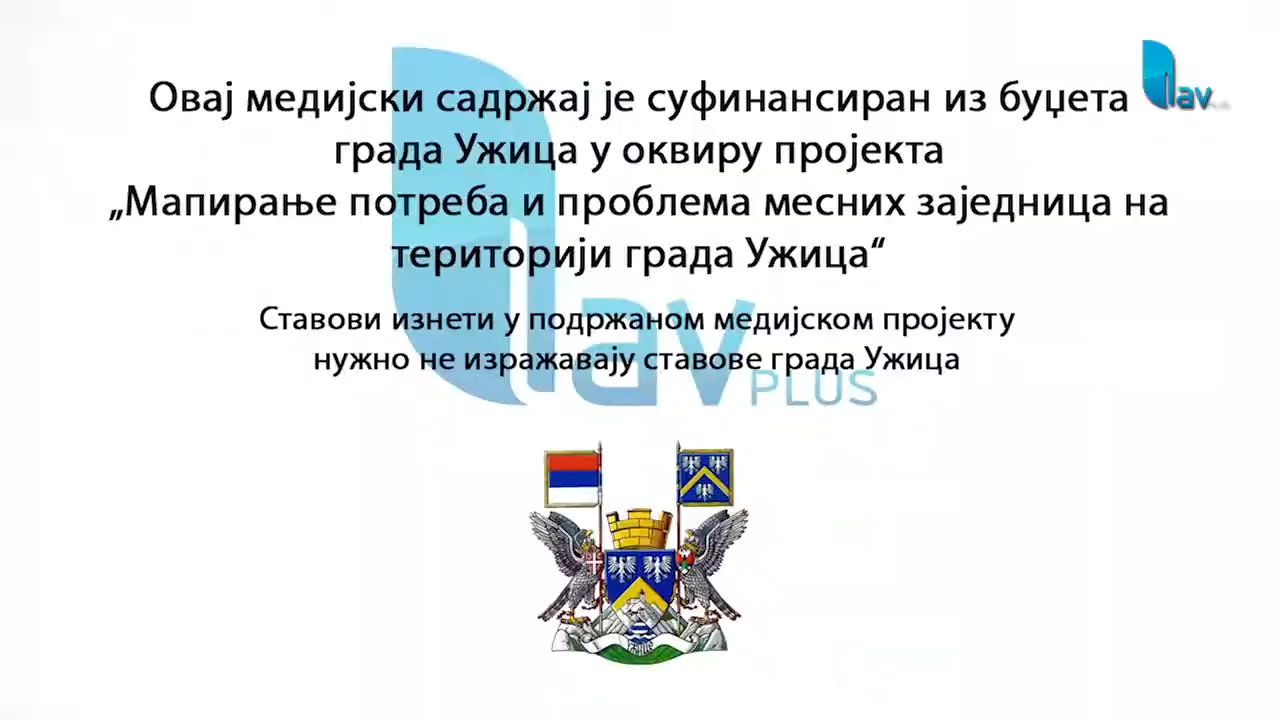 Овај медијски садржај је суфинансиран из буџета
града Ужица у оквиру пројекта
„Мапирање потреба и проблема месних заједница на
територији града Ужица“
Ставови изнети у подржаном медијском пројекту
нужно не изражавају ставове града Ужица
lav PLUS
lav